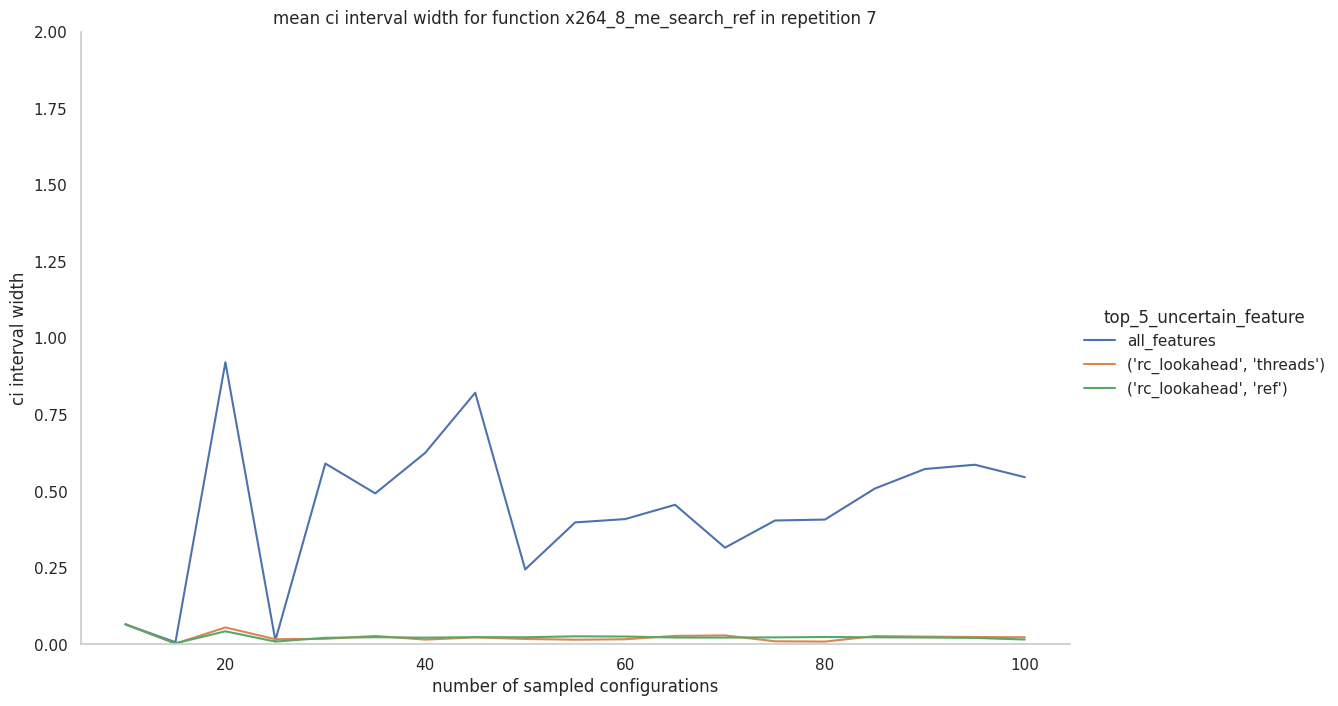 mean ci interval width for function x264_8_me_search_ref in repetition 7
2.00
1.75
1.50
1.25
1.00
0.75
0.50
0.25
0.00
ci interval width
20
40
60
80
100
number of sampled configurations
top_5_uncertain_feature
all_features
('rc_lookahead', 'threads')
('rc_lookahead', 'ref')